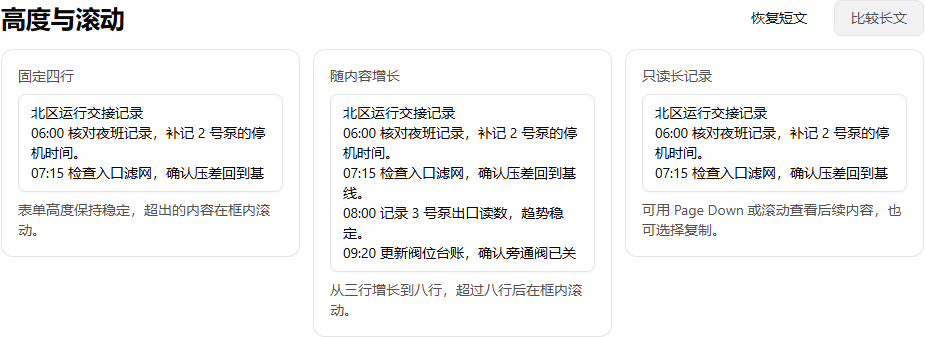 高度与滚动
恢复短文
比较长文
固定四行
北区运行交接记录
06:00 核对夜班记录，补记 2 号泵的停
机时间。
07:15 检查入口滤网，确认压差回到基
表单高度保持稳定，超出的内容在框内滚
动。
随内容增长
北区运行交接记录
06:00 核对夜班记录，补记 2 号泵的停
机时间。
07:15 检查入口滤网，确认压差回到基
线。
08:00 记录 3 号泵出口读数，趋势稳
定。
09:20 更新阀位台账，确认旁通阀已关
从三行增长到八行，超过八行后在框内滚
动。
只读长记录
北区运行交接记录
06:00 核对夜班记录，补记 2 号泵的停
机时间。
07:15 检查入口滤网，确认压差回到基
可用 Page Down 或滚动查看后续内容，也
可选择复制。